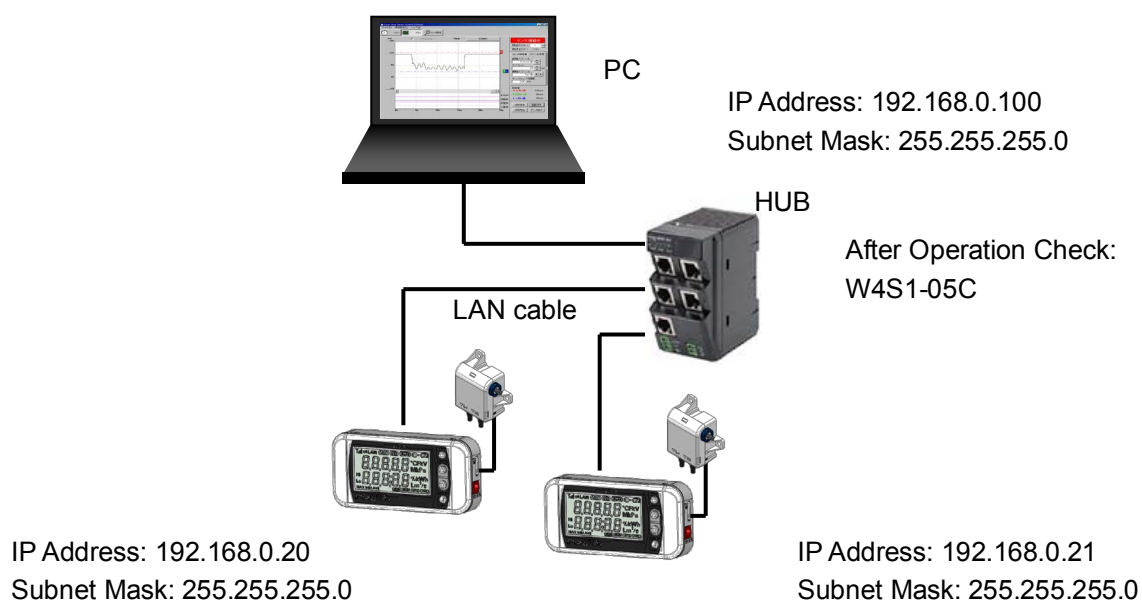 PC
IP Address: 192.168.0.100
Subnet Mask: 255.255.255.0
HUB
After Operation Check:
W4S1-05C
LAN cable
IP Address: 192.168.0.20
Subnet Mask: 255.255.255.0
IP Address: 192.168.0.21
Subnet Mask: 255.255.255.0